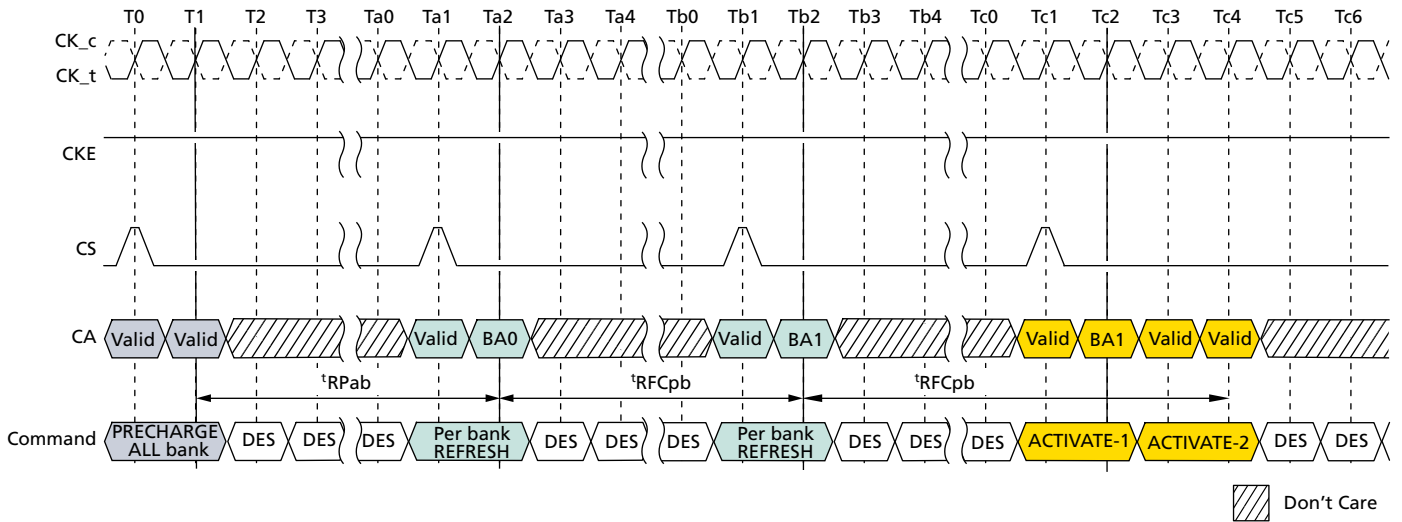 T0 T1 T2 T3 Ta0 Ta1 Ta2 Ta3 Ta4 Tb0 Tb1 Tb2 Tb3 Tb4 Tc0 Tc1 Tc2 Tc3 Tc4 Tc5 Tc6
CK_c
CK_t
CKE
CS
CA Valid Valid Valid BA0 Valid BA1 Valid BA1 Valid Valid
tRPab tRFCpb tRFCpb
Command PRECHARGE ALL bank DES DES DES Per bank REFRESH DES DES DES Per bank REFRESH DES DES DES ACTIVATE-1 ACTIVATE-2 DES DES
Don't Care